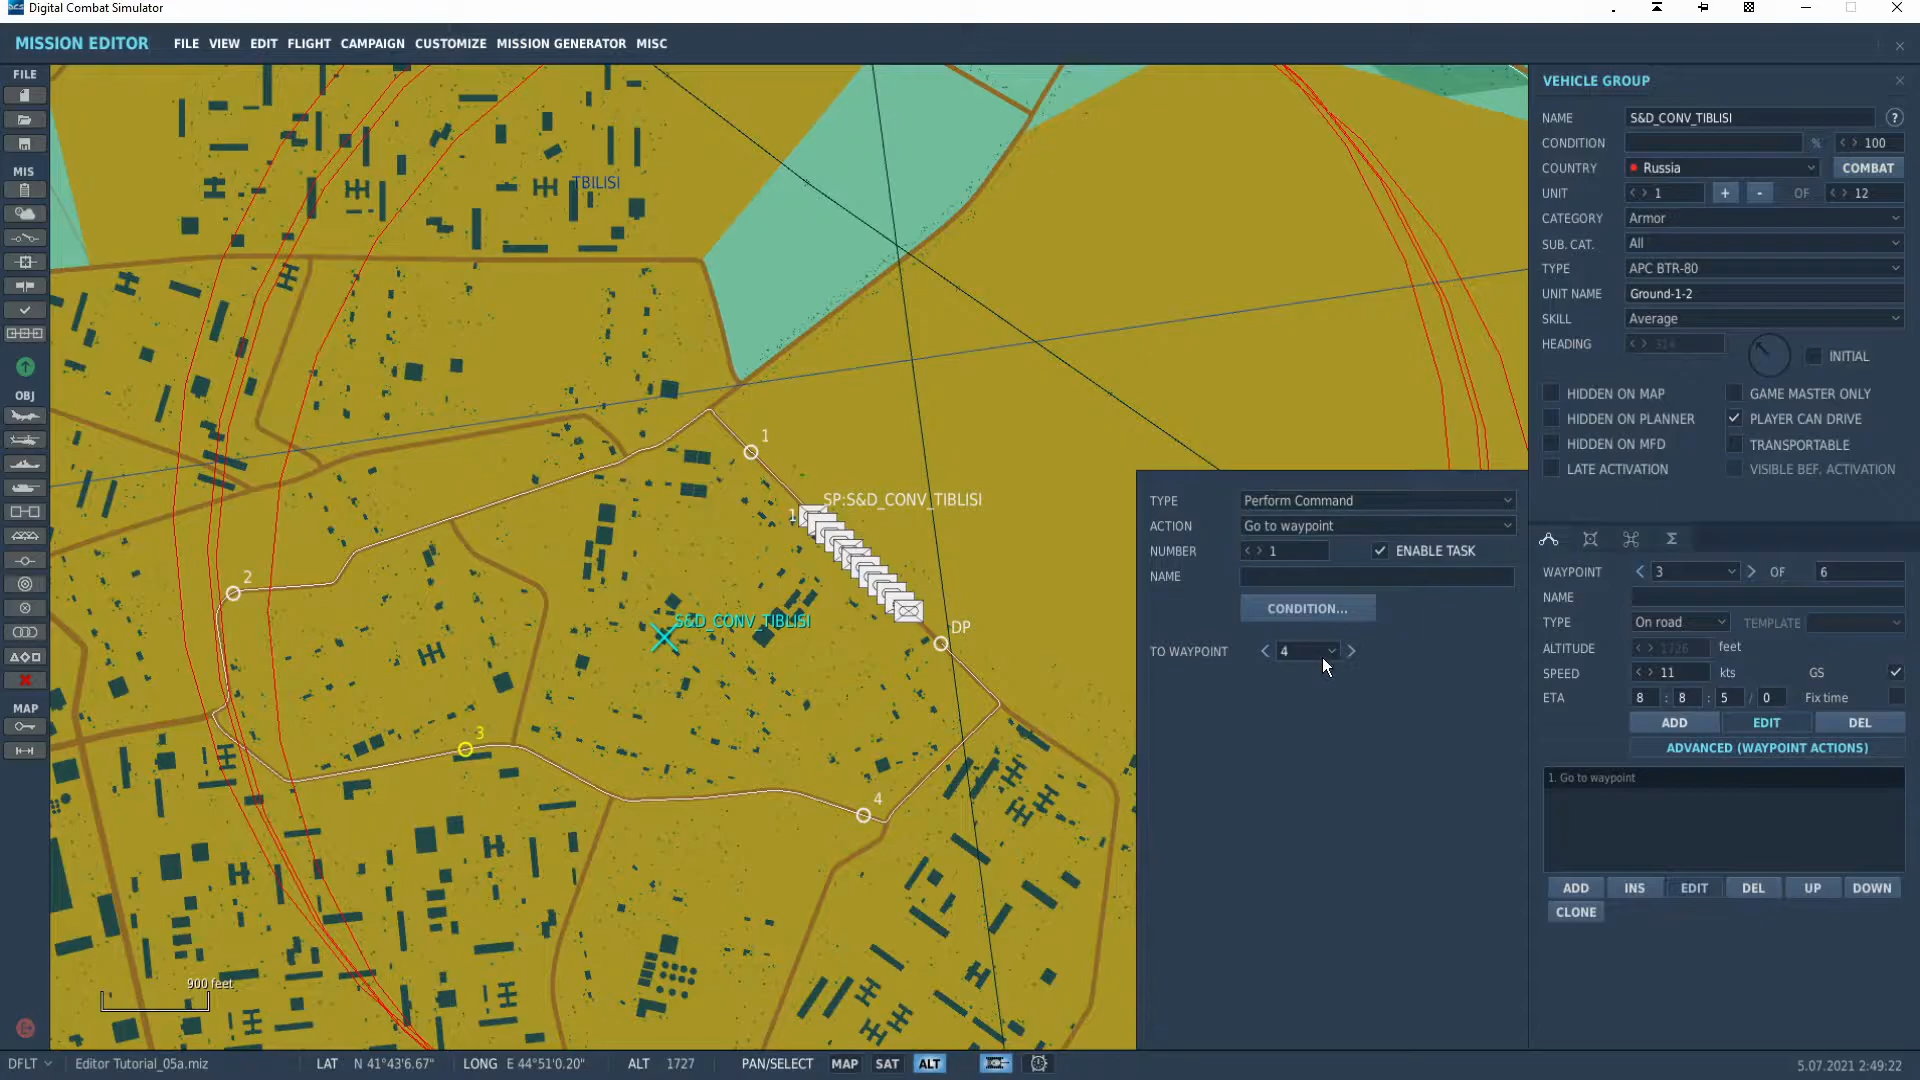 Digital Combat Simulator
MISSION EDITOR FILE VIEW EDIT FLIGHT CAMPAIGN CUSTOMIZE MISSION GENERATOR MISC
FILE
MIS
OBJ
MAP
TBILISI
1
SP:S&D_CONV_TIBLISI
1
2
S&D_CONV_TIBLISI
DP
3
4
900 feet
TYPE Perform Command
ACTION Go to waypoint
NUMBER < > 1 ENABLE TASK
NAME
CONDITION...
TO WAYPOINT < 4 >
VEHICLE GROUP
NAME S&D_CONV_TIBLISI ?
CONDITION % < > 100
COUNTRY Russia COMBAT
UNIT < > 1 + - OF < > 12
CATEGORY Armor
SUB. CAT. All
TYPE APC BTR-80
UNIT NAME Ground-1-2
SKILL Average
HEADING < > 314 INITIAL
HIDDEN ON MAP GAME MASTER ONLY
HIDDEN ON PLANNER PLAYER CAN DRIVE
HIDDEN ON MFD TRANSPORTABLE
LATE ACTIVATION VISIBLE BEF. ACTIVATION
WAYPOINT < 3 > OF 6
NAME
TYPE On road TEMPLATE
ALTITUDE < > 1726 feet
SPEED < > 11 kts GS
ETA 8 : 8 : 5 / 0 Fix time
ADD EDIT DEL
ADVANCED (WAYPOINT ACTIONS)
1. Go to waypoint
ADD INS EDIT DEL UP DOWN
CLONE
DFLT Editor Tutorial_05a.miz LAT N 41°43'6.67" LONG E 44°51'0.20" ALT 1727 PAN/SELECT MAP SAT ALT 5.07.2021 2:49:22